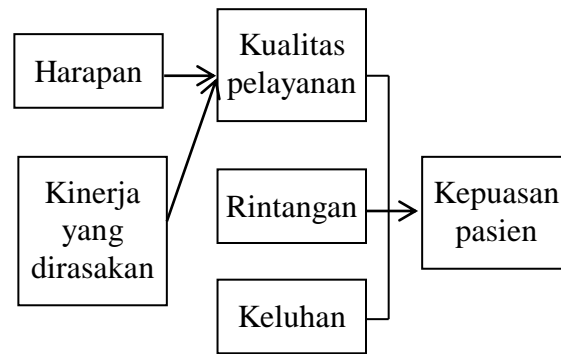 Harapan
Kualitas
pelayanan
Kinerja
yang
dirasakan
Rintangan
Kepuasan
pasien
Keluhan